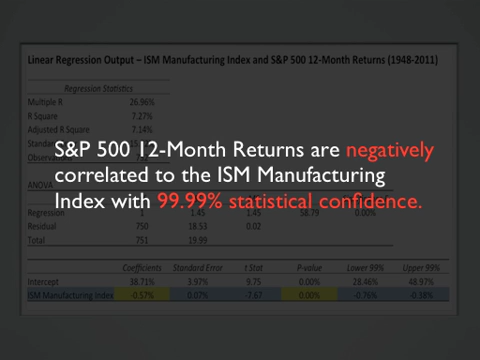 Linear Regression Output – ISM Manufacturing Index and S&P 500 12-Month Returns (1948-2011)
Regression Statistics
Multiple R 26.96%
R Square 7.27%
Adjusted R Square 7.14%
S&P 500 12-Month Returns are negatively
correlated to the ISM Manufacturing
Index with 99.99% statistical confidence.
ANOVA
Regression 1 1.45 1.45 58.79 0.00%
Residual 750 18.53 0.02
Total 751 19.99
Coefficients Standard Error t Stat P-value Lower 99% Upper 99%
Intercept 38.71% 3.97% 9.75 0.00% 28.46% 48.97%
ISM Manufacturing Index -0.57% 0.07% -7.67 0.00% -0.76% -0.38%